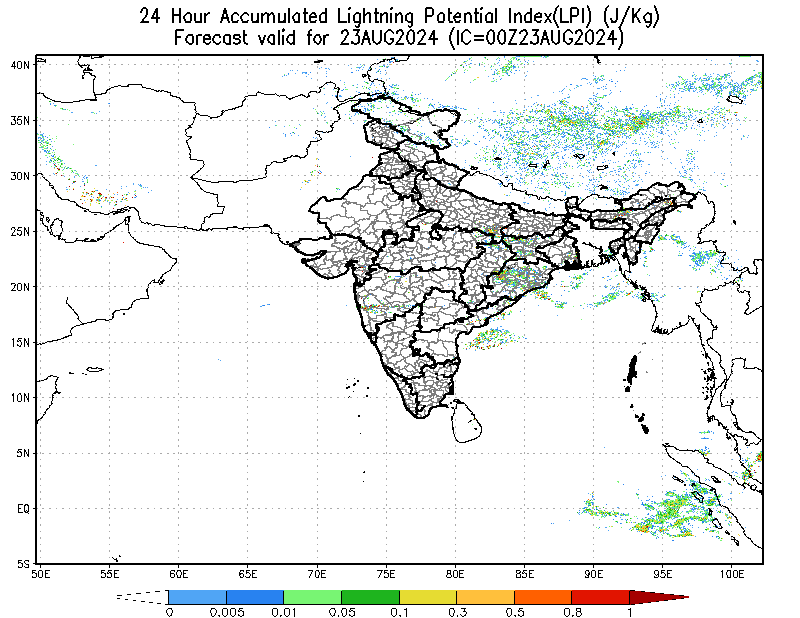 24 Hour Accumulated Lightning Potential Index(LPI) (J/Kg)
Forecast valid for 23AUG2024 (IC=00Z23AUG2024)
40N
35N
30N
25N
20N
15N
10N
5N
EQ
5S
50E 55E 60E 65E 70E 75E 80E 85E 90E 95E 100E
0 0.005 0.01 0.05 0.1 0.3 0.5 0.8 1